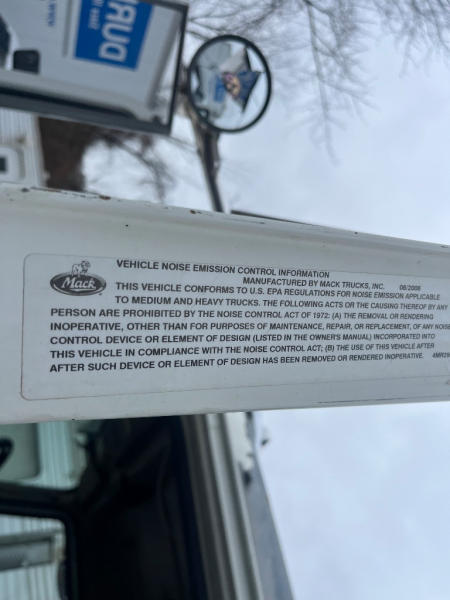 DURA
Mack
VEHICLE NOISE EMISSION CONTROL INFORMATION
MANUFACTURED BY MACK TRUCKS, INC. 08/2008
THIS VEHICLE CONFORMS TO U.S. EPA REGULATIONS FOR NOISE EMISSION APPLICABLE
TO MEDIUM AND HEAVY TRUCKS. THE FOLLOWING ACTS OR THE CAUSING THEREOF BY ANY
PERSON ARE PROHIBITED BY THE NOISE CONTROL ACT OF 1972: (A) THE REMOVAL OR RENDERING
INOPERATIVE, OTHER THAN FOR PURPOSES OF MAINTENANCE, REPAIR, OR REPLACEMENT, OF ANY NOISE
CONTROL DEVICE OR ELEMENT OF DESIGN (LISTED IN THE OWNER'S MANUAL) INCORPORATED INTO
THIS VEHICLE IN COMPLIANCE WITH THE NOISE CONTROL ACT; (B) THE USE OF THIS VEHICLE AFTER
AFTER SUCH DEVICE OR ELEMENT OF DESIGN HAS BEEN REMOVED OR RENDERED INOPERATIVE. 4MR29